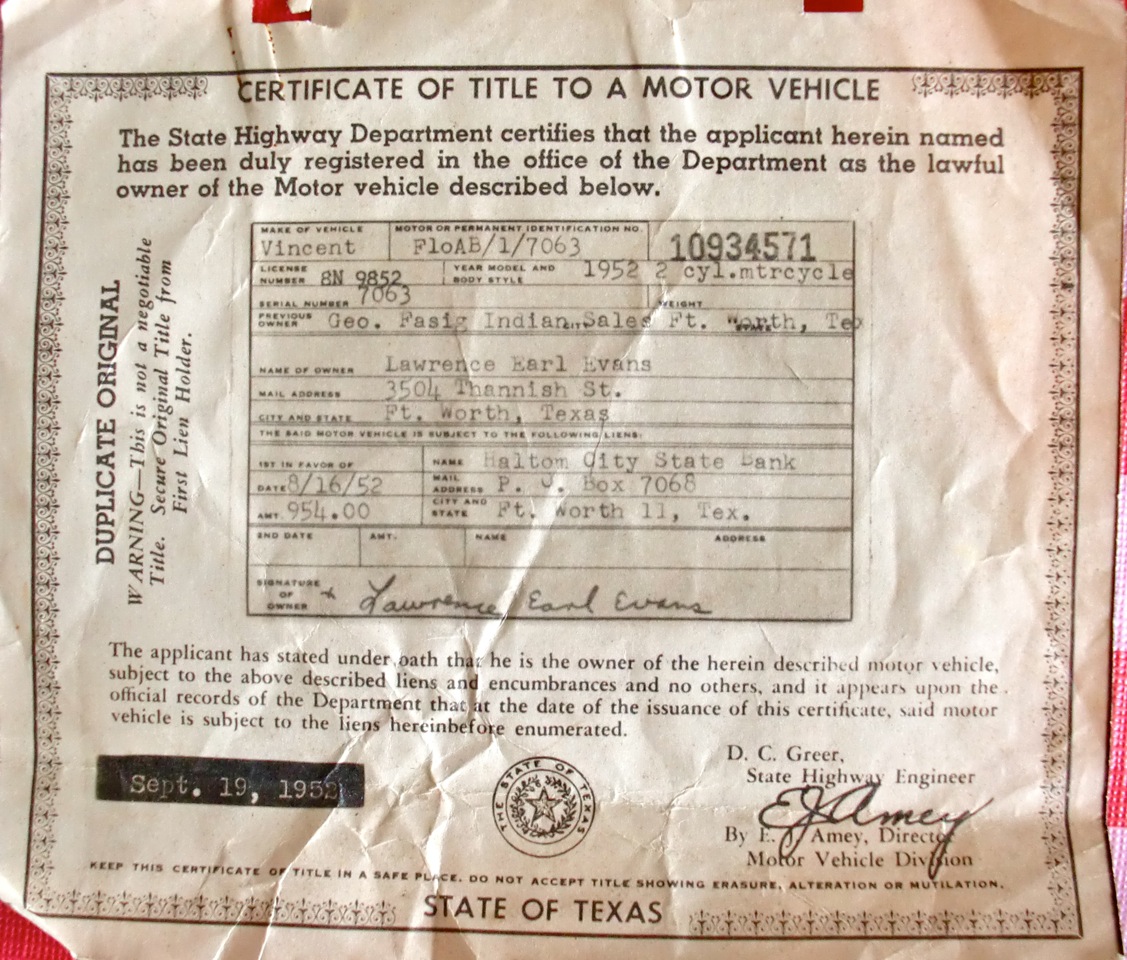 CERTIFICATE OF TITLE TO A MOTOR VEHICLE
The State Highway Department certifies that the applicant herein named
has been duly registered in the office of the Department as the lawful
owner of the Motor vehicle described below.
DUPLICATE ORIGINAL
WARNING—This is not a negotiable
Title. Secure Original Title from
First Lien Holder.
MAKE OF VEHICLE MOTOR OR PERMANENT IDENTIFICATION NO.
Vincent FloAB/1/7063 10934571
LICENSE NUMBER 8N 9852 YEAR MODEL AND BODY STYLE 1952 2 cyl.mtrcycle
SERIAL NUMBER 7063 WEIGHT
PREVIOUS OWNER Geo. Fasig Indian Sales Ft. Worth, Tex
CITY STATE
NAME OF OWNER Lawrence Earl Evans
MAIL ADDRESS 3504 Thannish St.
CITY AND STATE Ft. Worth, Texas
THE SAID MOTOR VEHICLE IS SUBJECT TO THE FOLLOWING LIENS:
1ST IN FAVOR OF NAME Haltom City State Bank
DATE 8/16/52 MAIL ADDRESS P. O. Box 7068
AMT. 954.00 CITY AND STATE Ft. Worth 11, Tex.
2ND DATE AMT. NAME ADDRESS
SIGNATURE OF OWNER x Lawrence Earl Evans
The applicant has stated under oath that he is the owner of the herein described motor vehicle,
subject to the above described liens and encumbrances and no others, and it appears upon the
official records of the Department that at the date of the issuance of this certificate, said motor
vehicle is subject to the liens hereinbefore enumerated.
Sept. 19, 1952
THE STATE OF TEXAS
D. C. Greer,
State Highway Engineer
E J Amey
By E. J. Amey, Director
Motor Vehicle Division
KEEP THIS CERTIFICATE OF TITLE IN A SAFE PLACE. DO NOT ACCEPT TITLE SHOWING ERASURE, ALTERATION OR MUTILATION.
STATE OF TEXAS